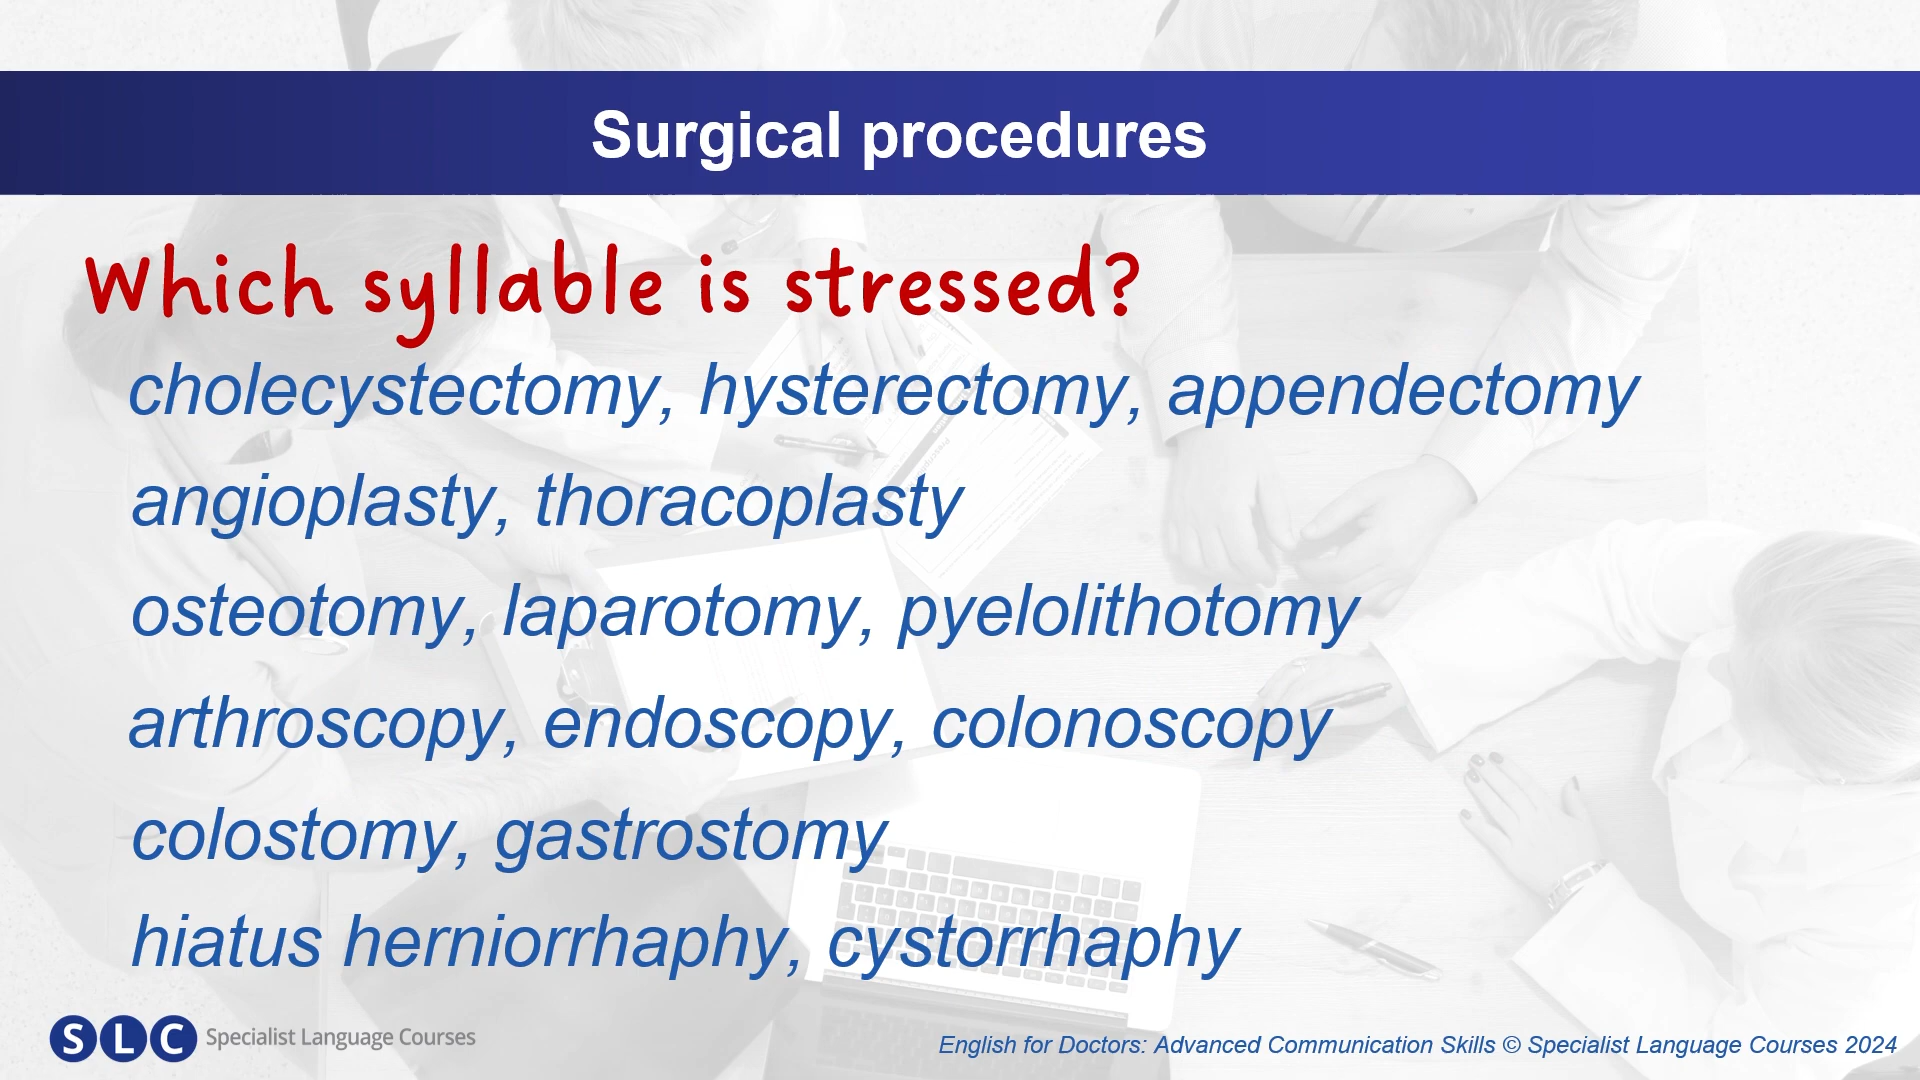 Surgical procedures
Which syllable is stressed?
cholecystectomy, hysterectomy, appendectomy
angioplasty, thoracoplasty
osteotomy, laparotomy, pyelolithotomy
arthroscopy, endoscopy, colonoscopy
colostomy, gastrostomy
hiatus herniorrhaphy, cystorrhaphy
SLC Specialist Language Courses
English for Doctors: Advanced Communication Skills © Specialist Language Courses 2024